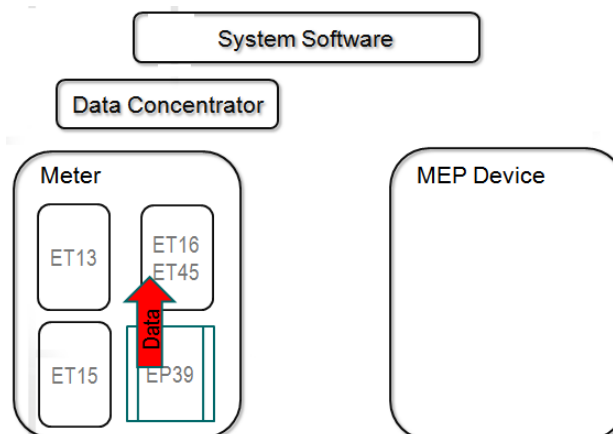 System Software
Data Concentrator
Meter
MEP Device
ET13
ET16
ET45
Data
ET15
EP39